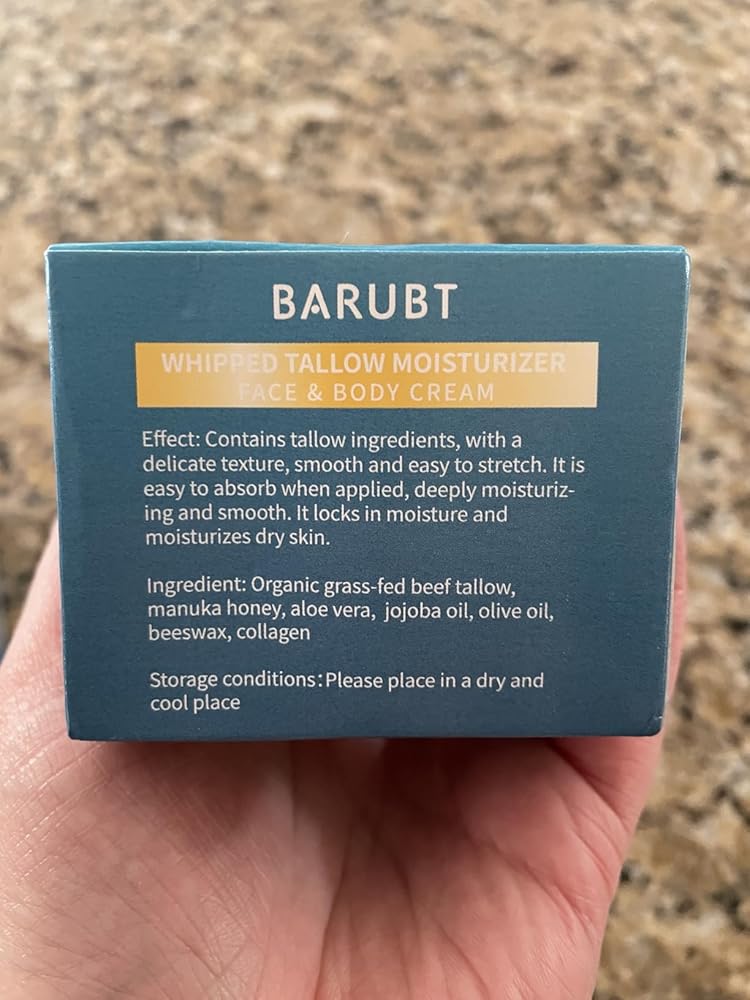 BARUBT
WHIPPED TALLOW MOISTURIZER
FACE & BODY CREAM
Effect: Contains tallow ingredients, with a
delicate texture, smooth and easy to stretch. It is
easy to absorb when applied, deeply moisturiz-
ing and smooth. It locks in moisture and
moisturizes dry skin.
Ingredient: Organic grass-fed beef tallow,
manuka honey, aloe vera, jojoba oil, olive oil,
beeswax, collagen
Storage conditions:Please place in a dry and
cool place